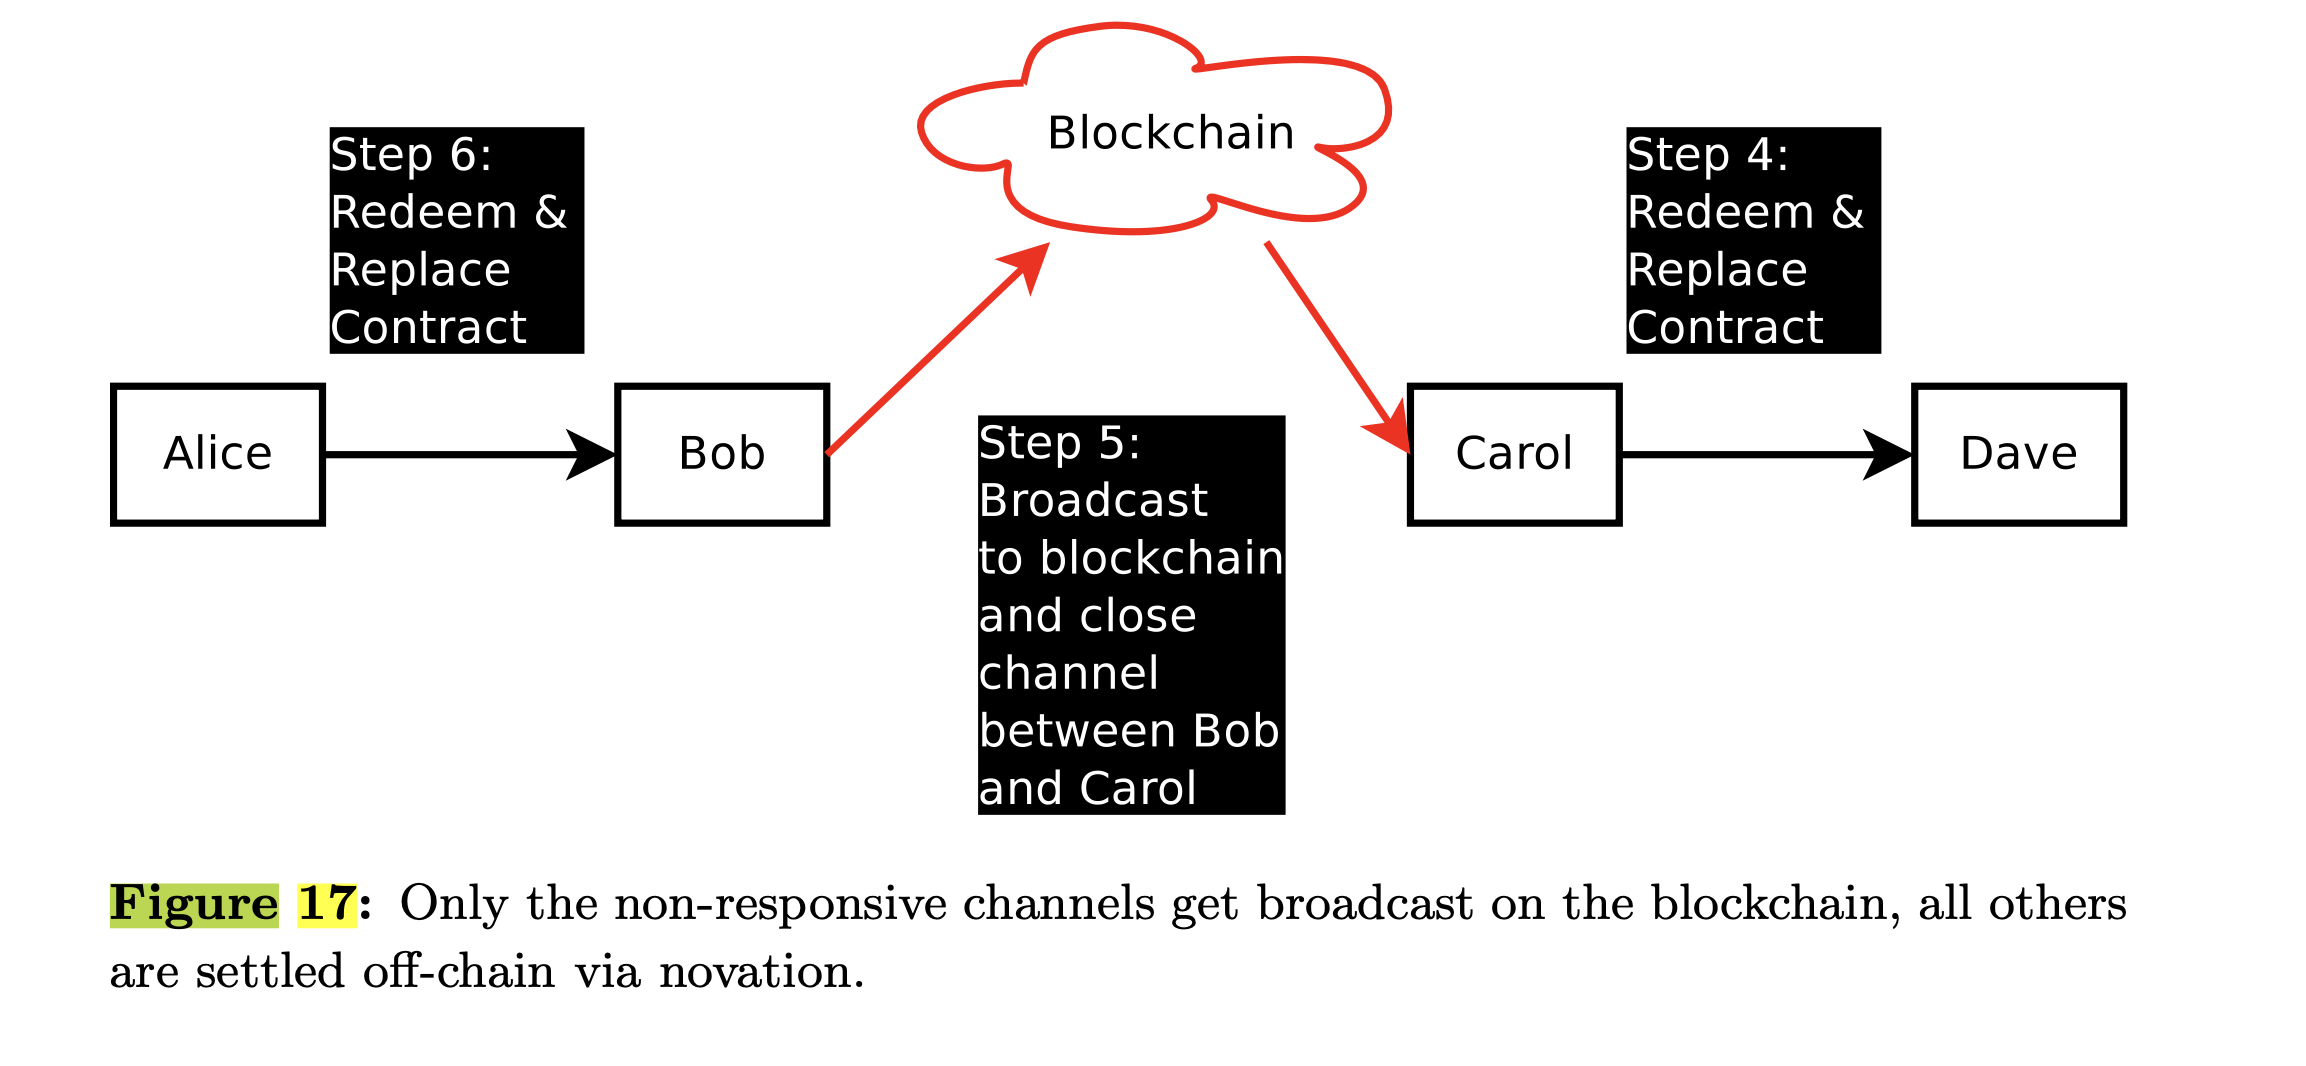 Blockchain
Step 6:
Redeem &
Replace
Contract
Step 4:
Redeem &
Replace
Contract
Alice
Bob
Carol
Dave
Step 5:
Broadcast
to blockchain
and close
channel
between Bob
and Carol
Figure 17: Only the non-responsive channels get broadcast on the blockchain, all others
are settled off-chain via novation.